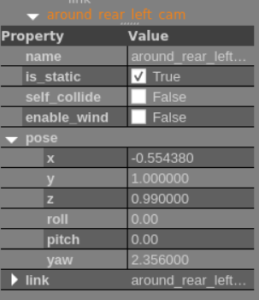 link
around_rear_left_cam
Property Value
name around_rear_left...
is_static True
self_collide False
enable_wind False
pose
x -0.554380
y 1.000000
z 0.990000
roll 0.00
pitch 0.00
yaw 2.356000
link around_rear_left...